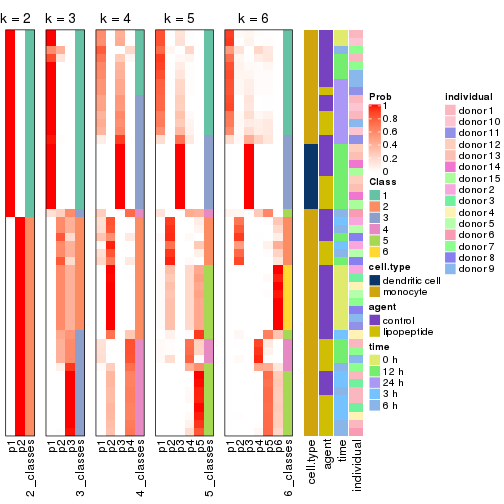 k = 2
k = 3
k = 4
k = 5
k = 6
p1
p2
2_classes
p1
p2
p3
3_classes
p1
p2
p3
p4
4_classes
p1
p2
p3
p4
p5
5_classes
p1
p2
p3
p4
p5
p6
6_classes
cell.type
agent
time
individual
Prob
1
0.8
0.6
0.4
0.2
0
Class
1
2
3
4
5
6
cell.type
dendritic cell
monocyte
agent
control
lipopeptide
time
0 h
12 h
24 h
3 h
6 h
individual
donor 1
donor 10
donor 11
donor 12
donor 13
donor 14
donor 15
donor 2
donor 3
donor 4
donor 5
donor 6
donor 7
donor 8
donor 9